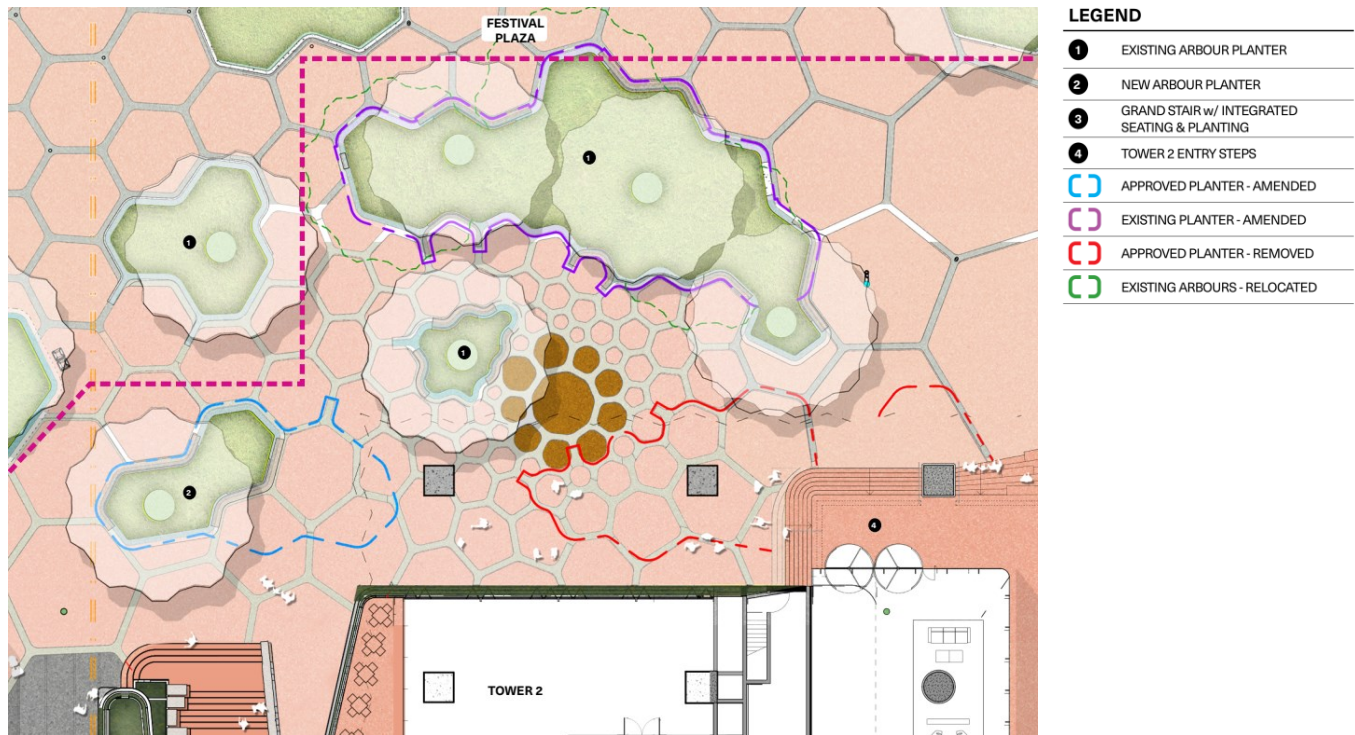 FESTIVAL
PLAZA
1
1
1
2
4
TOWER 2
LEGEND
1 EXISTING ARBOUR PLANTER
2 NEW ARBOUR PLANTER
3 GRAND STAIR w/ INTEGRATED
SEATING & PLANTING
4 TOWER 2 ENTRY STEPS
APPROVED PLANTER - AMENDED
EXISTING PLANTER - AMENDED
APPROVED PLANTER - REMOVED
EXISTING ARBOURS - RELOCATED